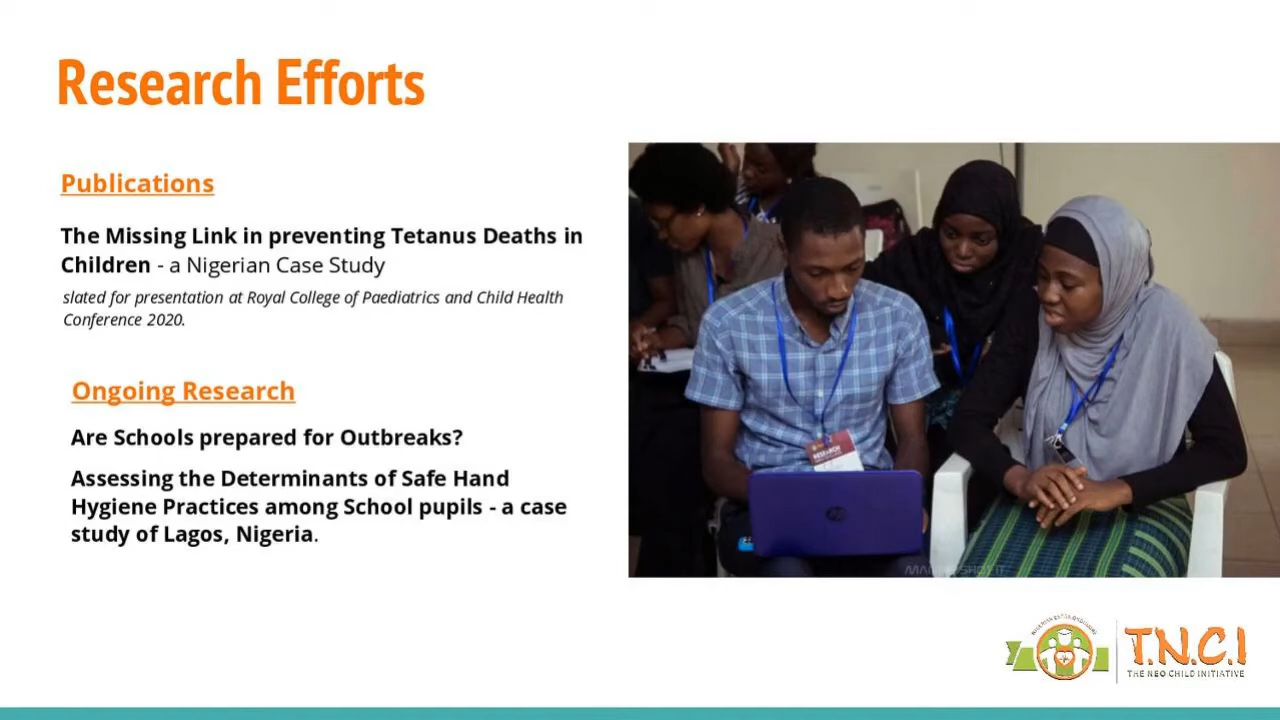 Research Efforts
Publications
The Missing Link in preventing Tetanus Deaths in
Children - a Nigerian Case Study
slated for presentation at Royal College of Paediatrics and Child Health
Conference 2020.
Ongoing Research
Are Schools prepared for Outbreaks?
Assessing the Determinants of Safe Hand
Hygiene Practices among School pupils - a case
study of Lagos, Nigeria.
RESEARCH
hp
T.N.C.I
THE NEO CHILD INITIATIVE